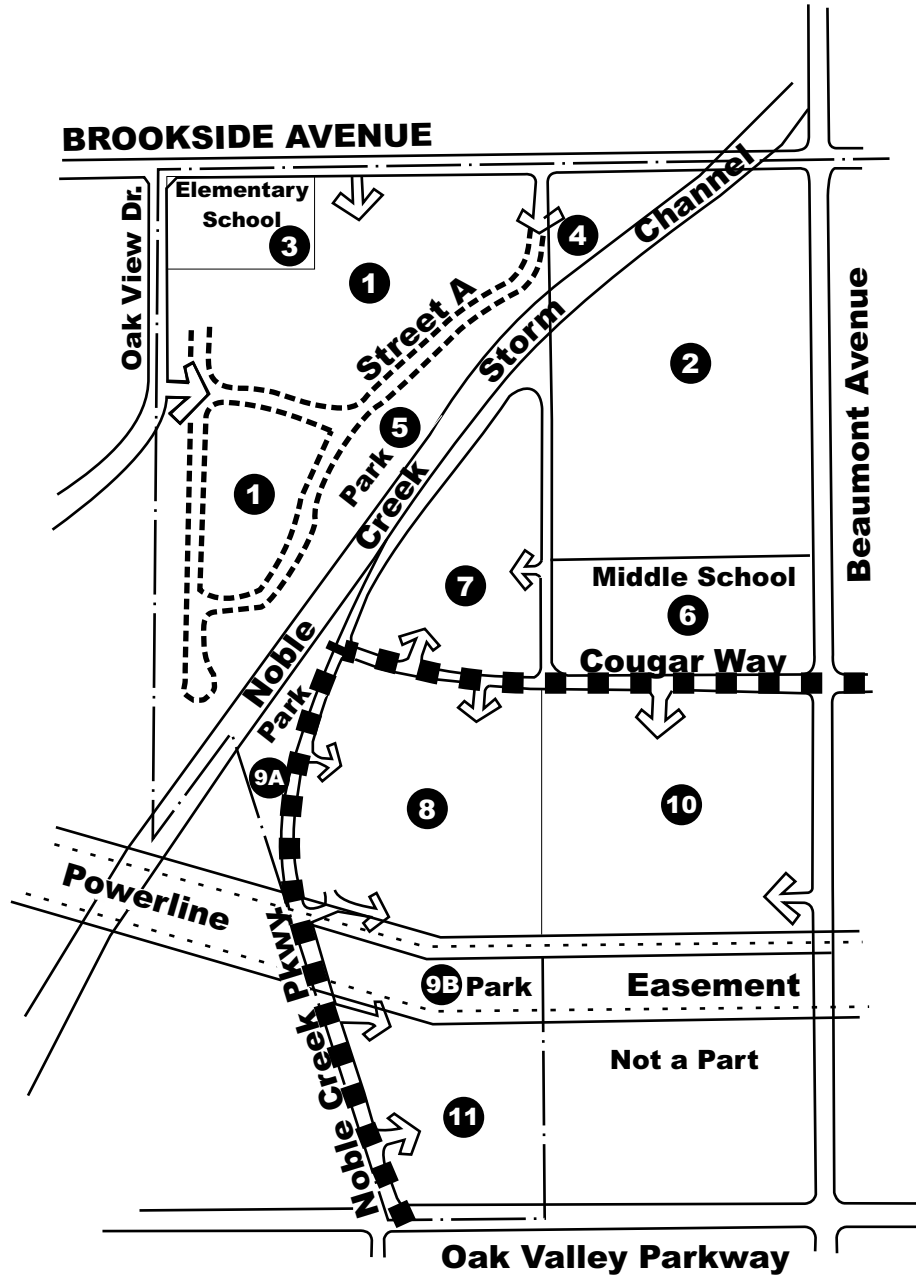 BROOKSIDE AVENUE
Elementary
School
3
Oak View Dr.
1
4
Channel
Street A
Storm
2
Beaumont Avenue
5
Park
Creek
1
7
Middle School
6
Cougar Way
Noble
Park
9A
8
10
Powerline
Noble Creek Pkwy.
9B Park
Easement
Not a Part
11
Oak Valley Parkway